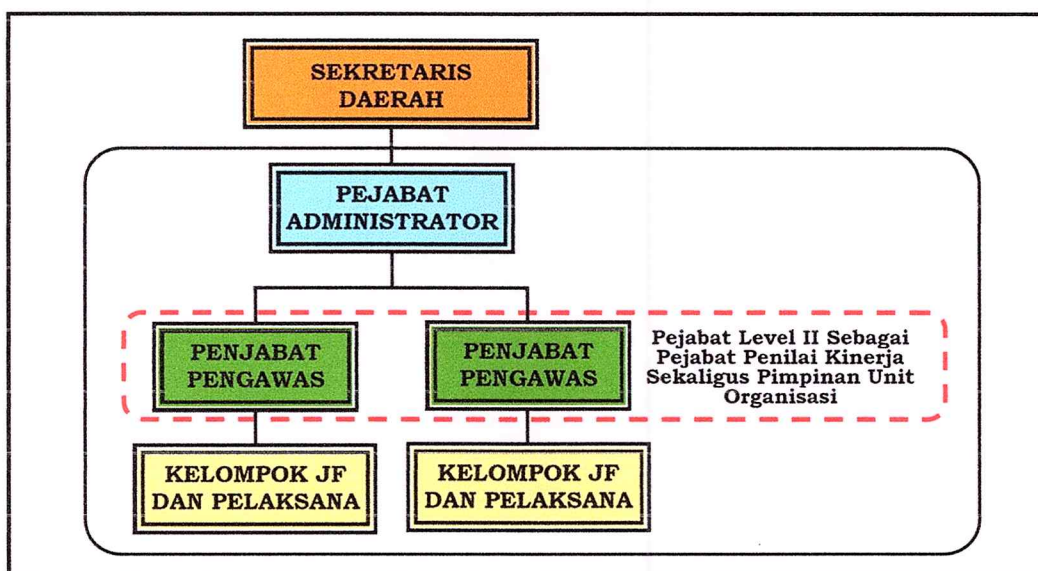 SEKRETARIS
DAERAH
PEJABAT
ADMINISTRATOR
PENJABAT
PENGAWAS
PENJABAT
PENGAWAS
Pejabat Level II Sebagai
Pejabat Penilai Kinerja
Sekaligus Pimpinan Unit
Organisasi
KELOMPOK JF
DAN PELAKSANA
KELOMPOK JF
DAN PELAKSANA